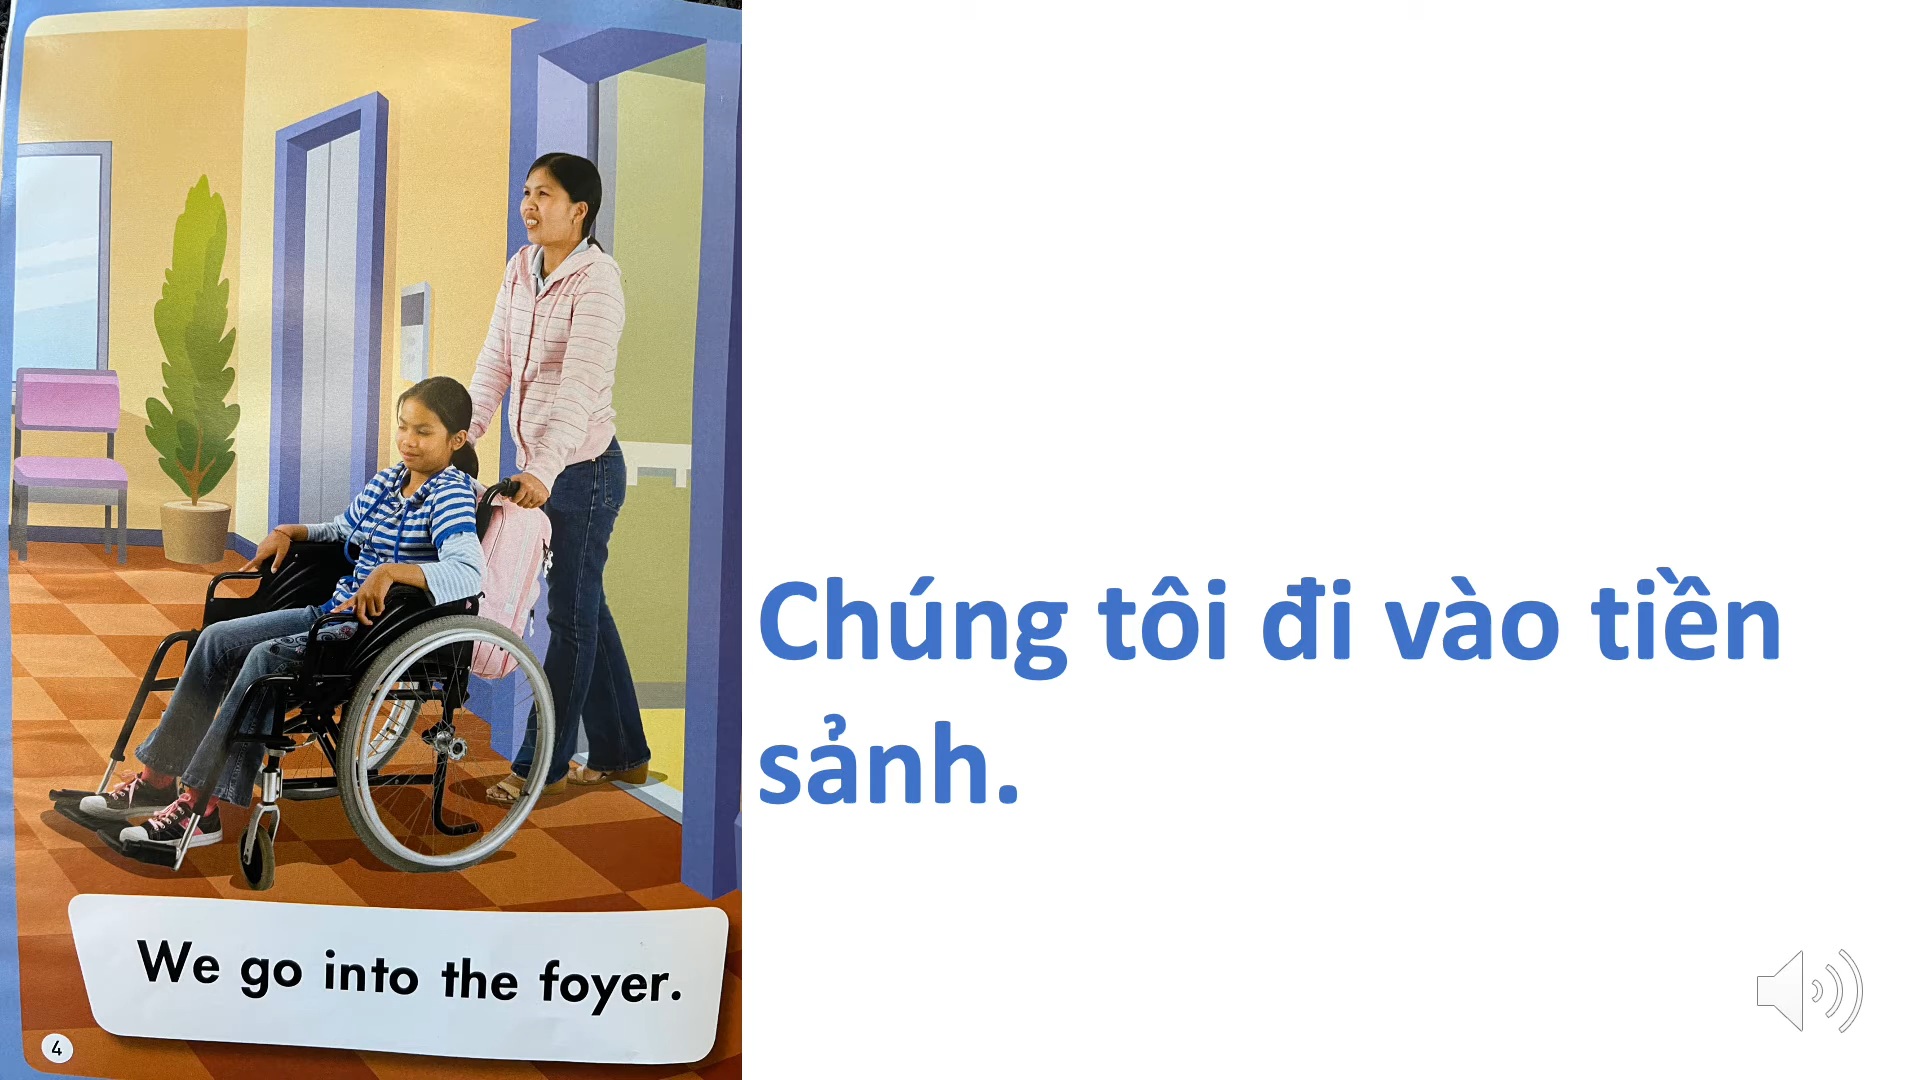 We go into the foyer.
4
Chúng tôi đi vào tiền
sảnh.